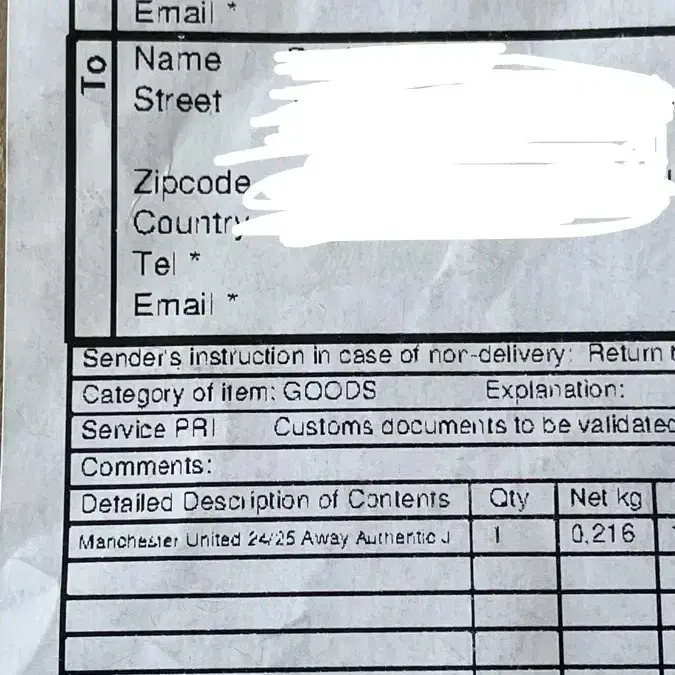 Email *
To
Name
Street
Zipcode
Country
Tel *
Email *
Sender's instruction in case of non-delivery: Return
Category of item: GOODS Explanation:
Service PRI Customs documents to be validated
Comments:
Detailed Description of Contents Qty Net kg
Manchester United 24/25 Away Authentic J 1 0.216